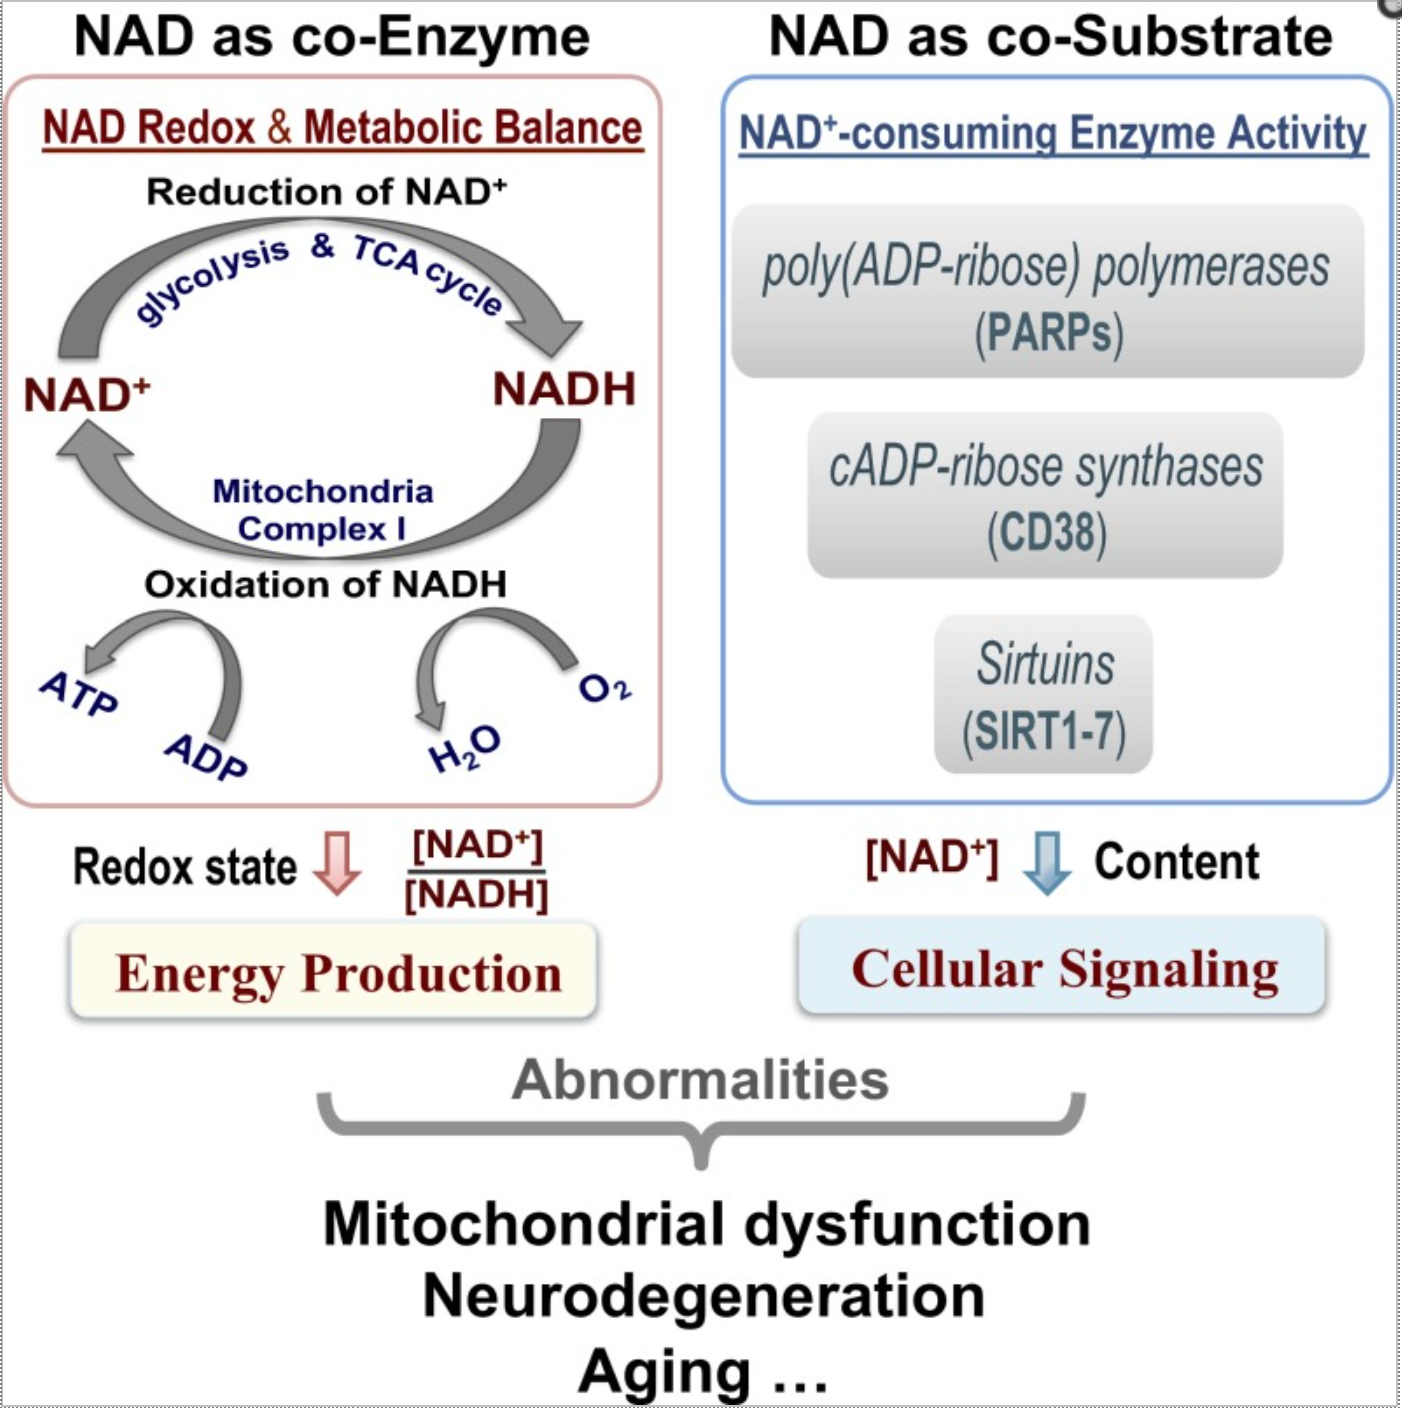 NAD as co-Enzyme
NAD Redox & Metabolic Balance
Reduction of NAD⁺
glycolysis & TCA cycle
NAD⁺
NADH
Mitochondria
Complex I
Oxidation of NADH
ATP
ADP
H₂O
O₂
Redox state
[NAD⁺]
[NADH]
Energy Production
NAD as co-Substrate
NAD⁺-consuming Enzyme Activity
poly(ADP-ribose) polymerases
(PARPs)
cADP-ribose synthases
(CD38)
Sirtuins
(SIRT1-7)
[NAD⁺] Content
Cellular Signaling
Abnormalities
Mitochondrial dysfunction
Neurodegeneration
Aging ...